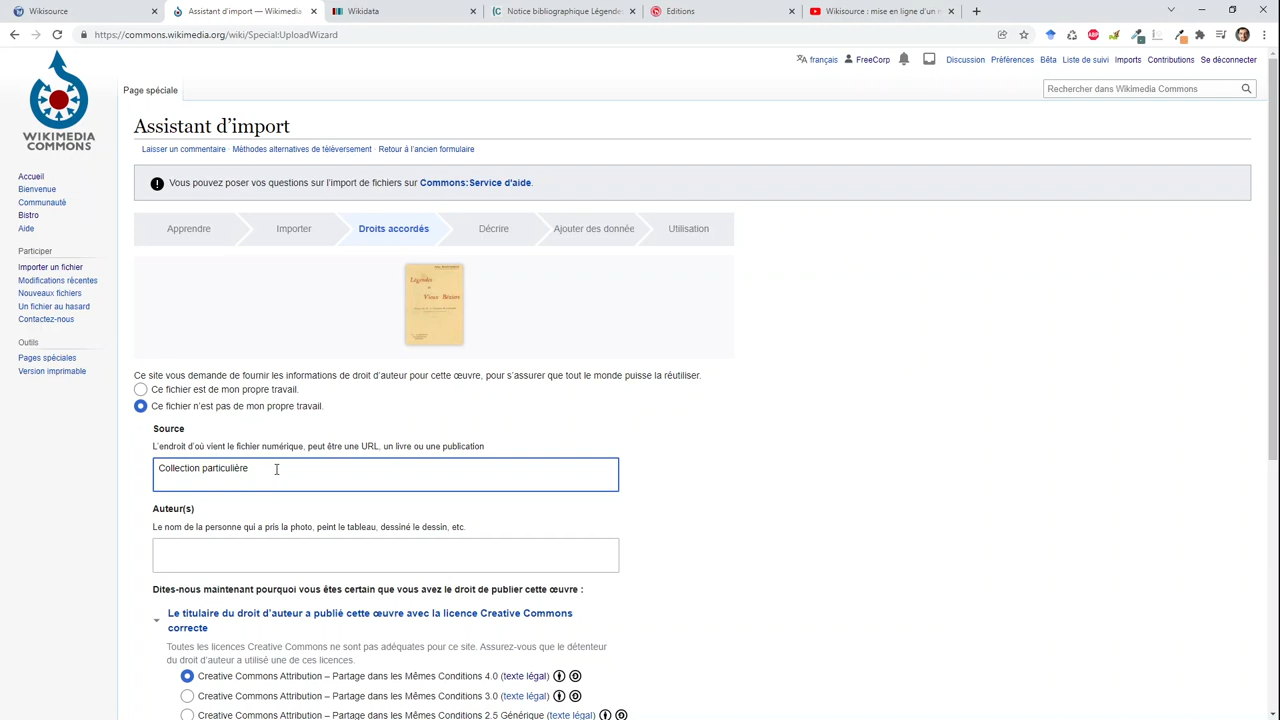 Wikisource
Assistant d'import — Wikimedia
Wikidata
Notice bibliographique Légende
Editions
Wikisource : mise en ligne d'un
https://commons.wikimedia.org/wiki/Special:UploadWizard
français
FreeCorp
Discussion
Préférences
Bêta
Liste de suivi
Imports
Contributions
Se déconnecter
Page spéciale
Rechercher dans Wikimedia Commons
WIKIMEDIA
COMMONS
Assistant d'import
Laisser un commentaire · Méthodes alternatives de téléversement · Retour à l'ancien formulaire
Vous pouvez poser vos questions sur l'import de fichiers sur Commons:Service d'aide.
Accueil
Bienvenue
Communauté
Bistro
Aide
Participer
Importer un fichier
Modifications récentes
Nouveaux fichiers
Un fichier au hasard
Contactez-nous
Outils
Pages spéciales
Version imprimable
Apprendre
Importer
Droits accordés
Décrire
Ajouter des donnée
Utilisation
Légendes
Vieux Béziers
Ce site vous demande de fournir les informations de droit d'auteur pour cette œuvre, pour s'assurer que tout le monde puisse la réutiliser.
Ce fichier est de mon propre travail.
Ce fichier n'est pas de mon propre travail.
Source
L'endroit d'où vient le fichier numérique, peut être une URL, un livre ou une publication
Collection particulière
Auteur(s)
Le nom de la personne qui a pris la photo, peint le tableau, dessiné le dessin, etc.
Dites-nous maintenant pourquoi vous êtes certain que vous avez le droit de publier cette œuvre :
Le titulaire du droit d'auteur a publié cette œuvre avec la licence Creative Commons
correcte
Toutes les licences Creative Commons ne sont pas adéquates pour ce site. Assurez-vous que le détenteur
du droit d'auteur a utilisé une de ces licences.
Creative Commons Attribution – Partage dans les Mêmes Conditions 4.0 (texte légal)
Creative Commons Attribution – Partage dans les Mêmes Conditions 3.0 (texte légal)
Creative Commons Attribution – Partage dans les Mêmes Conditions 2.5 Générique (texte légal)